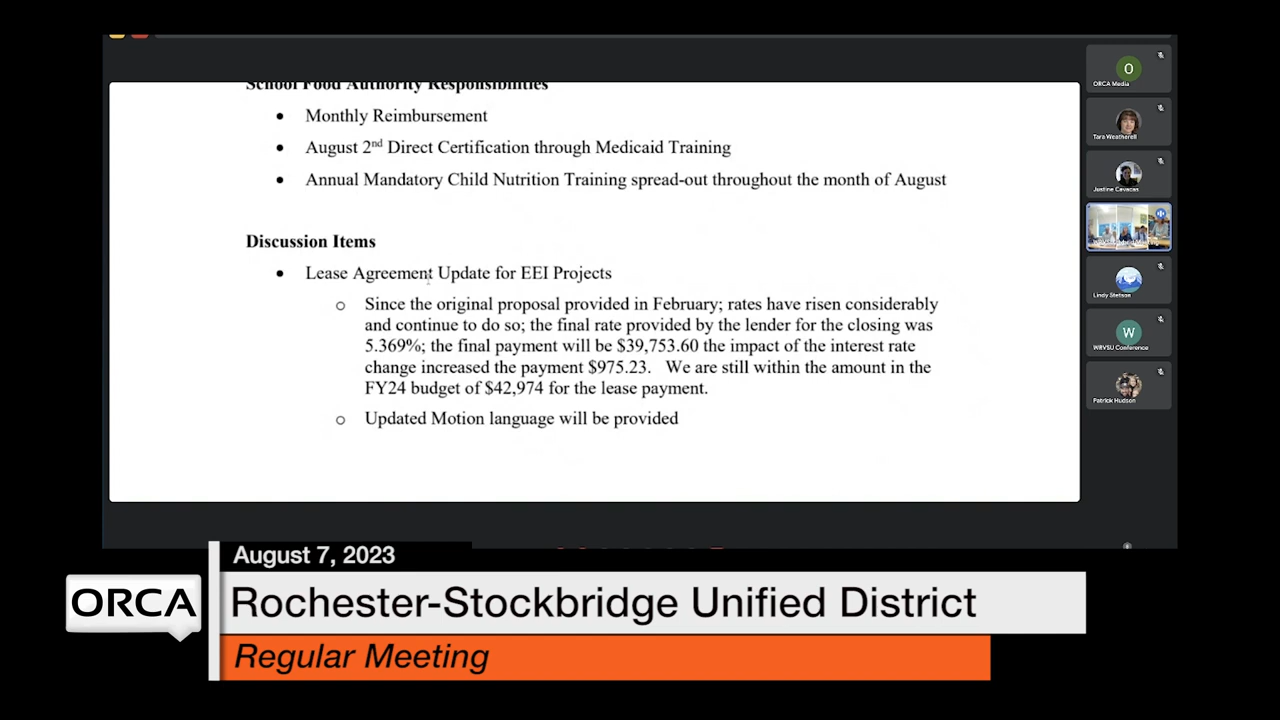 School Food Authority Responsibilities
• Monthly Reimbursement
• August 2nd Direct Certification through Medicaid Training
• Annual Mandatory Child Nutrition Training spread-out throughout the month of August
Discussion Items
• Lease Agreement Update for EEI Projects
o Since the original proposal provided in February; rates have risen considerably
and continue to do so; the final rate provided by the lender for the closing was
5.369%; the final payment will be $39,753.60 the impact of the interest rate
change increased the payment $975.23. We are still within the amount in the
FY24 budget of $42,974 for the lease payment.
o Updated Motion language will be provided
O
ORCA Media
Tara Weatherell
Justine Cavacas
Lindy Stetson
W
WRVSU Conference
Patrick Hudson
August 7, 2023
ORCA
Rochester-Stockbridge Unified District
Regular Meeting